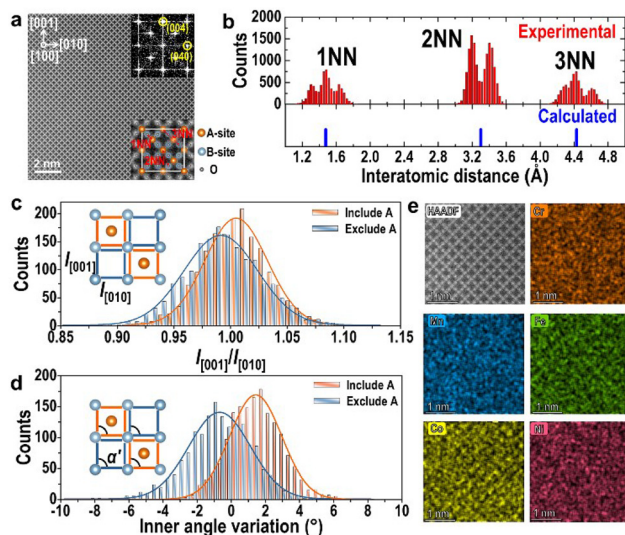 a
[001]
[010]
[100]
(004)
(040)
A-site
B-site
O
2 nm
b
2000
1500
1000
500
0
Counts
1NN
2NN
3NN
Experimental
Calculated
1.2 1.6 2.0 2.4 2.8 3.2 3.6 4.0 4.4 4.8
Interatomic distance (Å)
c
200
150
100
50
0
Counts
Include A
Exclude A
I[001]
I[010]
0.85 0.90 0.95 1.00 1.05 1.10 1.15
I[001]/I[010]
d
200
150
100
50
0
Counts
Include A
Exclude A
α'
-10 -8 -6 -4 -2 0 2 4 6 8 10
Inner angle variation (°)
e
HAADF
1 nm
Cr
1 nm
Mn
1 nm
Fe
1 nm
Co
1 nm
Ni
1 nm